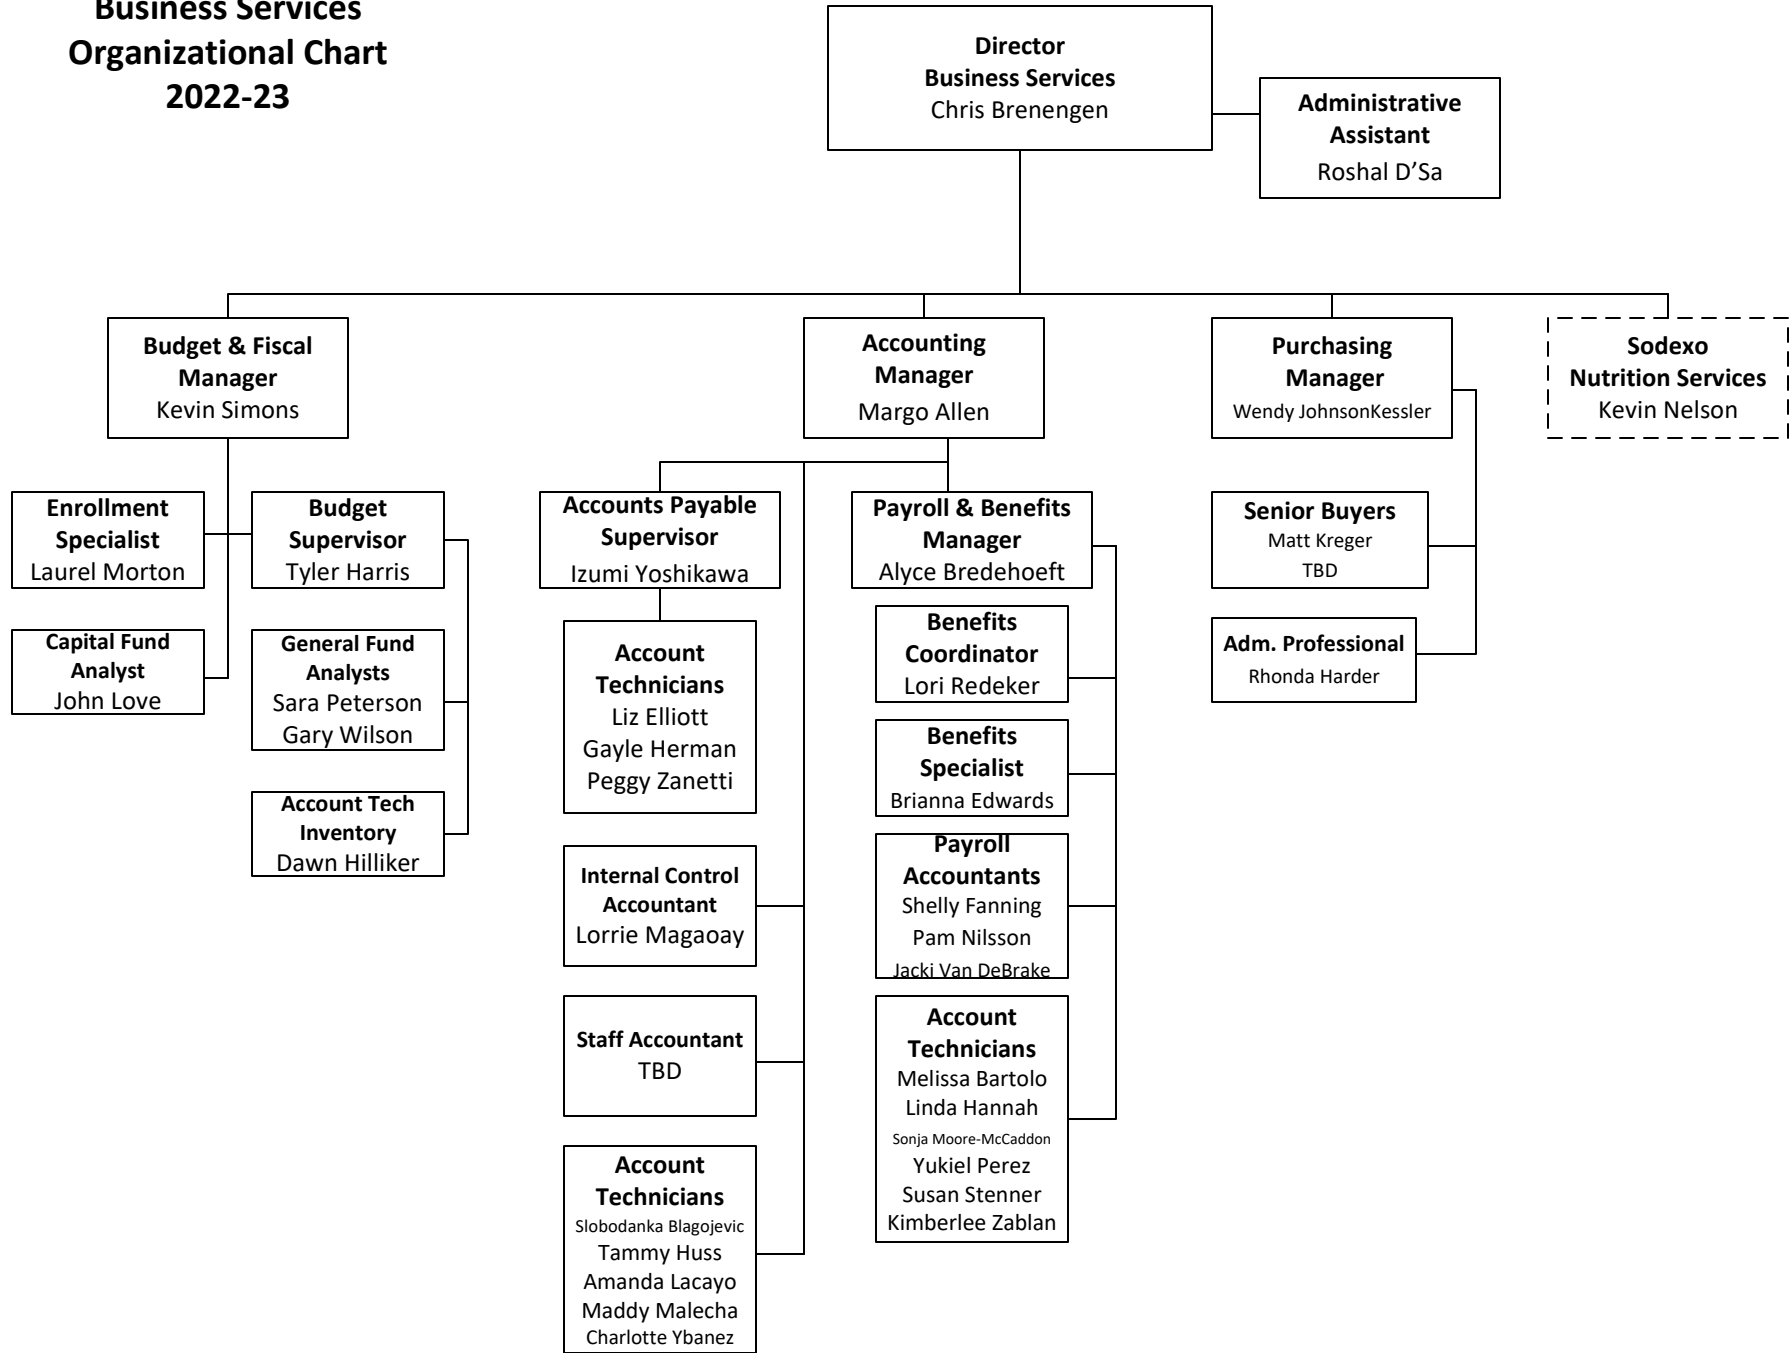 Business Services
Organizational Chart
2022-23
Director
Business Services
Chris Brenengen
Administrative
Assistant
Roshal D’Sa
Budget & Fiscal
Manager
Kevin Simons
Accounting
Manager
Margo Allen
Purchasing
Manager
Wendy JohnsonKessler
Sodexo
Nutrition Services
Kevin Nelson
Enrollment
Specialist
Laurel Morton
Budget
Supervisor
Tyler Harris
Capital Fund
Analyst
John Love
General Fund
Analysts
Sara Peterson
Gary Wilson
Account Tech
Inventory
Dawn Hilliker
Accounts Payable
Supervisor
Izumi Yoshikawa
Account
Technicians
Liz Elliott
Gayle Herman
Peggy Zanetti
Internal Control
Accountant
Lorrie Magaoay
Staff Accountant
TBD
Account
Technicians
Slobodanka Blagojevic
Tammy Huss
Amanda Lacayo
Maddy Malecha
Charlotte Ybanez
Payroll & Benefits
Manager
Alyce Bredehoeft
Benefits
Coordinator
Lori Redeker
Benefits
Specialist
Brianna Edwards
Payroll
Accountants
Shelly Fanning
Pam Nilsson
Jacki Van DeBrake
Account
Technicians
Melissa Bartolo
Linda Hannah
Sonja Moore-McCaddon
Yukiel Perez
Susan Stenner
Kimberlee Zablan
Senior Buyers
Matt Kreger
TBD
Adm. Professional
Rhonda Harder